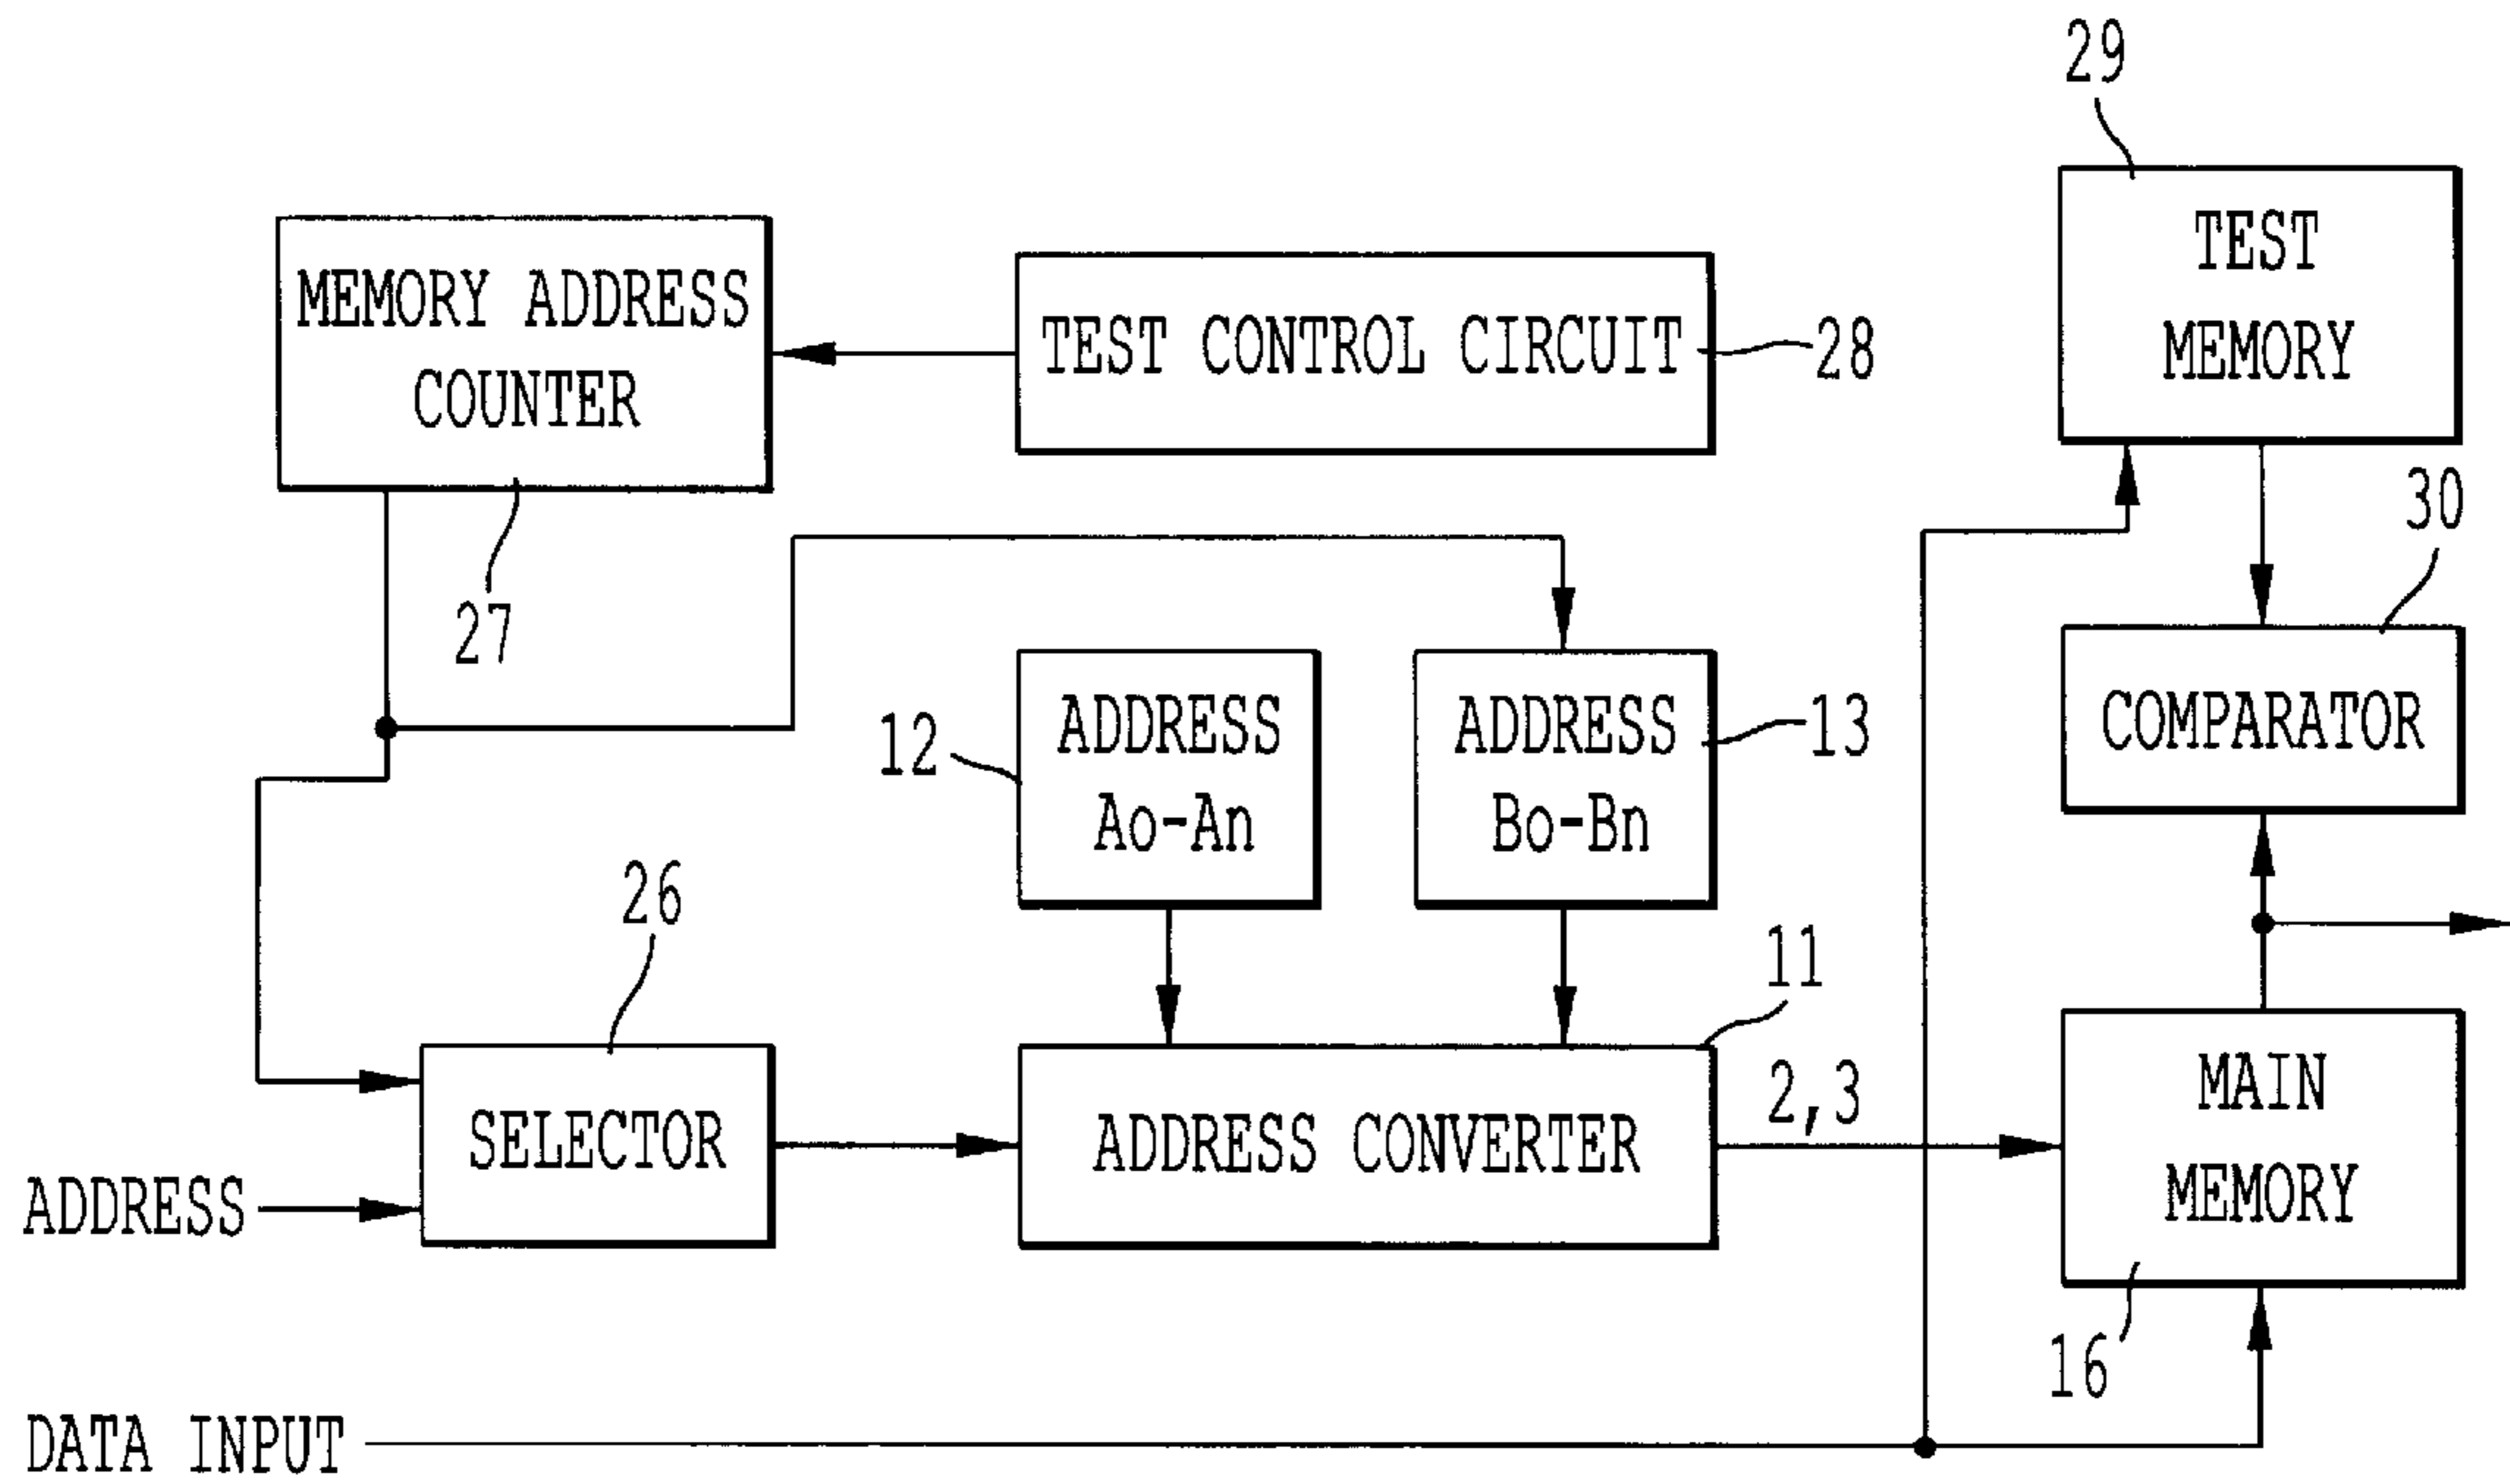 29
TEST
MEMORY
MEMORY ADDRESS
COUNTER
TEST CONTROL CIRCUIT
28
30
27
12
ADDRESS
Ao-An
ADDRESS
Bo-Bn
13
COMPARATOR
26
11
SELECTOR
ADDRESS CONVERTER
2,3
MAIN
MEMORY
ADDRESS
16
DATA INPUT